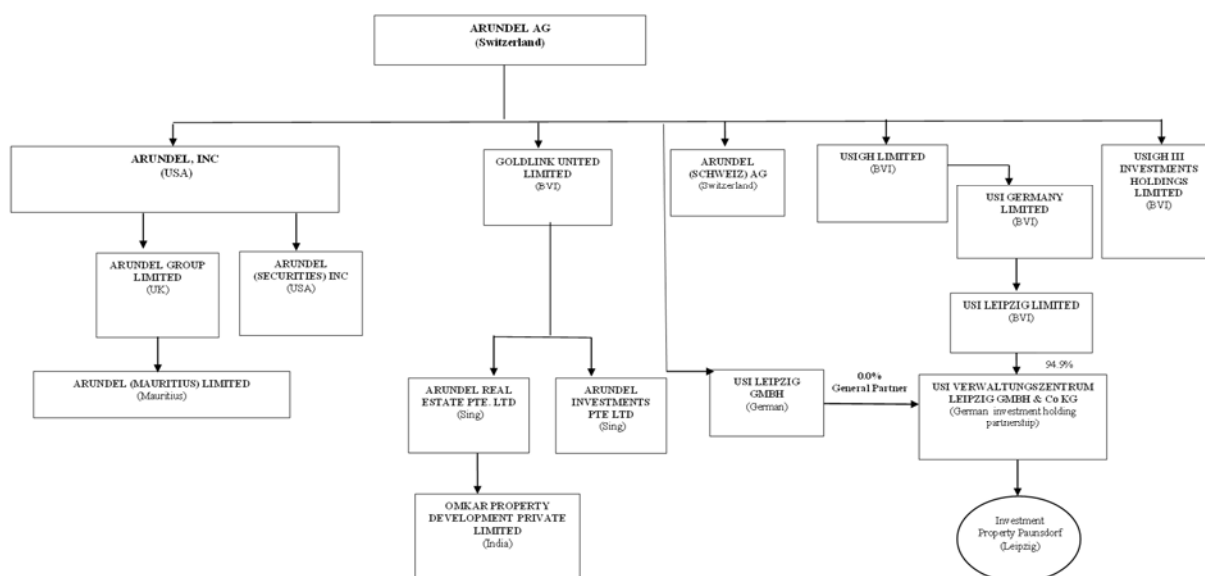 ARUNDEL AG
(Switzerland)
ARUNDEL, INC
(USA)
GOLDLINK UNITED
LIMITED
(BVI)
ARUNDEL
(SCHWEIZ) AG
(Switzerland)
USIGH LIMITED
(BVI)
USIGH III
INVESTMENTS
HOLDINGS
LIMITED
(BVI)
USI GERMANY
LIMITED
(BVI)
ARUNDEL GROUP
LIMITED
(UK)
ARUNDEL
(SECURITIES) INC
(USA)
USI LEIPZIG LIMITED
(BVI)
94.9%
ARUNDEL (MAURITIUS) LIMITED
(Mauritius)
ARUNDEL REAL
ESTATE PTE. LTD
(Sing)
ARUNDEL
INVESTMENTS
PTE LTD
(Sing)
USI LEIPZIG
GMBH
(German)
0.0%
General Partner
USI VERWALTUNGSZENTRUM
LEIPZIG GMBH & Co KG
(German investment holding
partnership)
OMKAR PROPERTY
DEVELOPMENT PRIVATE
LIMITED
(India)
Investment
Property Paunsdorf
(Leipzig)